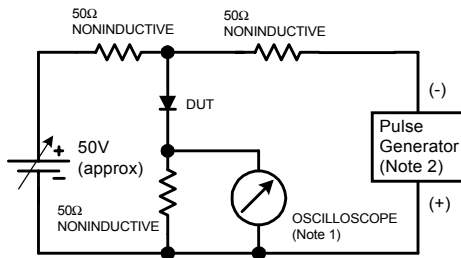 50Ω
NONINDUCTIVE
50Ω
NONINDUCTIVE
(-)
DUT
Pulse
Generator
(Note 2)
+
50V
(approx)
−
50Ω
NONINDUCTIVE
OSCILLOSCOPE
(Note 1)
(+)